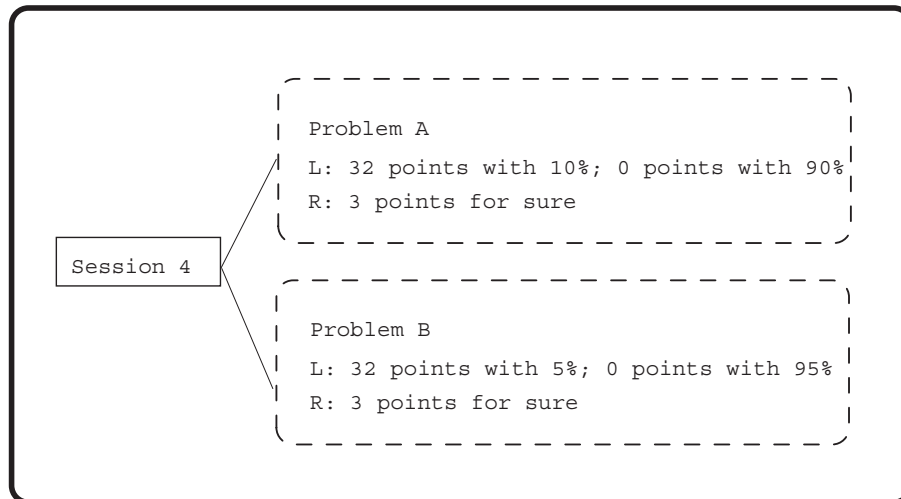 Problem A
L: 32 points with 10%; 0 points with 90%
R: 3 points for sure
Session 4
Problem B
L: 32 points with 5%; 0 points with 95%
R: 3 points for sure